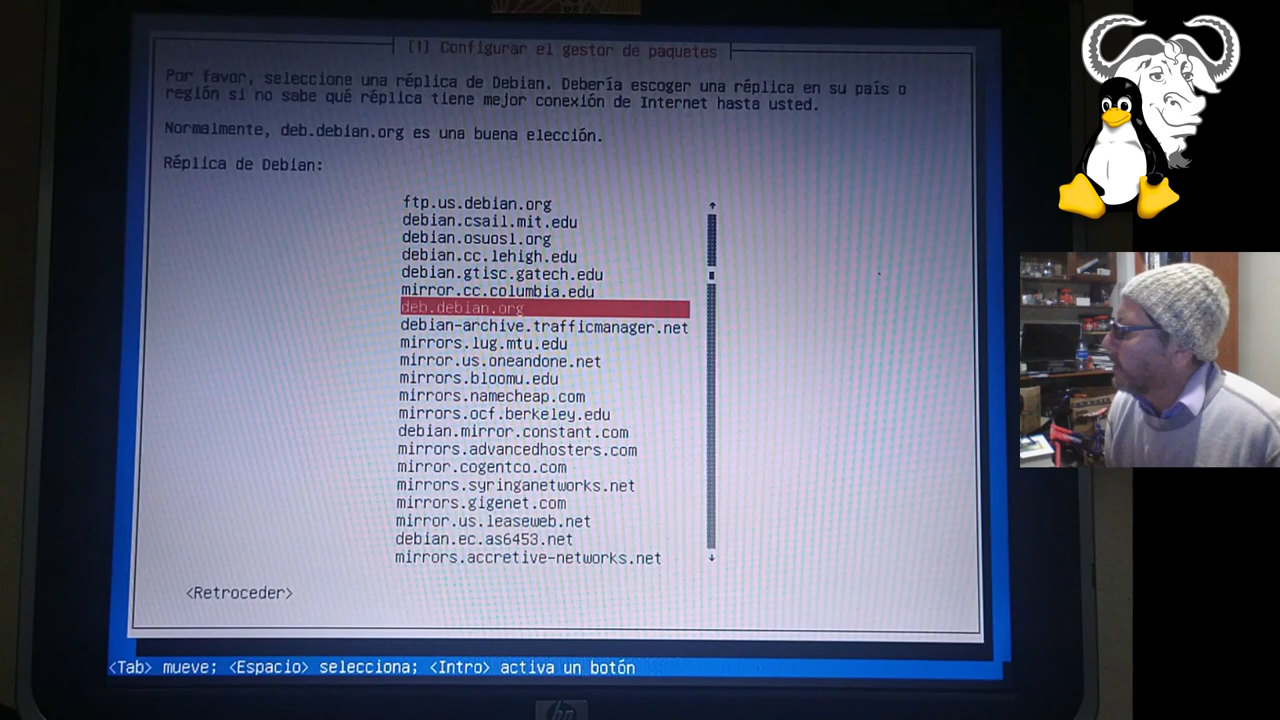 [!] Configurar el gestor de paquetes
Por favor, seleccione una réplica de Debian. Debería escoger una réplica en su país o
región si no sabe qué réplica tiene mejor conexión de Internet hasta usted.
Normalmente, deb.debian.org es una buena elección.
Réplica de Debian:
ftp.us.debian.org
debian.csail.mit.edu
debian.osuosl.org
debian.cc.lehigh.edu
debian.gtisc.gatech.edu
mirror.cc.columbia.edu
deb.debian.org
debian-archive.trafficmanager.net
mirrors.lug.mtu.edu
mirror.us.oneandone.net
mirrors.bloomu.edu
mirrors.namecheap.com
mirrors.ocf.berkeley.edu
debian.mirror.constant.com
mirrors.advancedhosters.com
mirror.cogentco.com
mirrors.syringanetworks.net
mirrors.gigenet.com
mirror.us.leaseweb.net
debian.ec.as6453.net
mirrors.accretive-networks.net
<Retroceder>
<Tab> mueve; <Espacio> selecciona; <Intro> activa un botón
hp